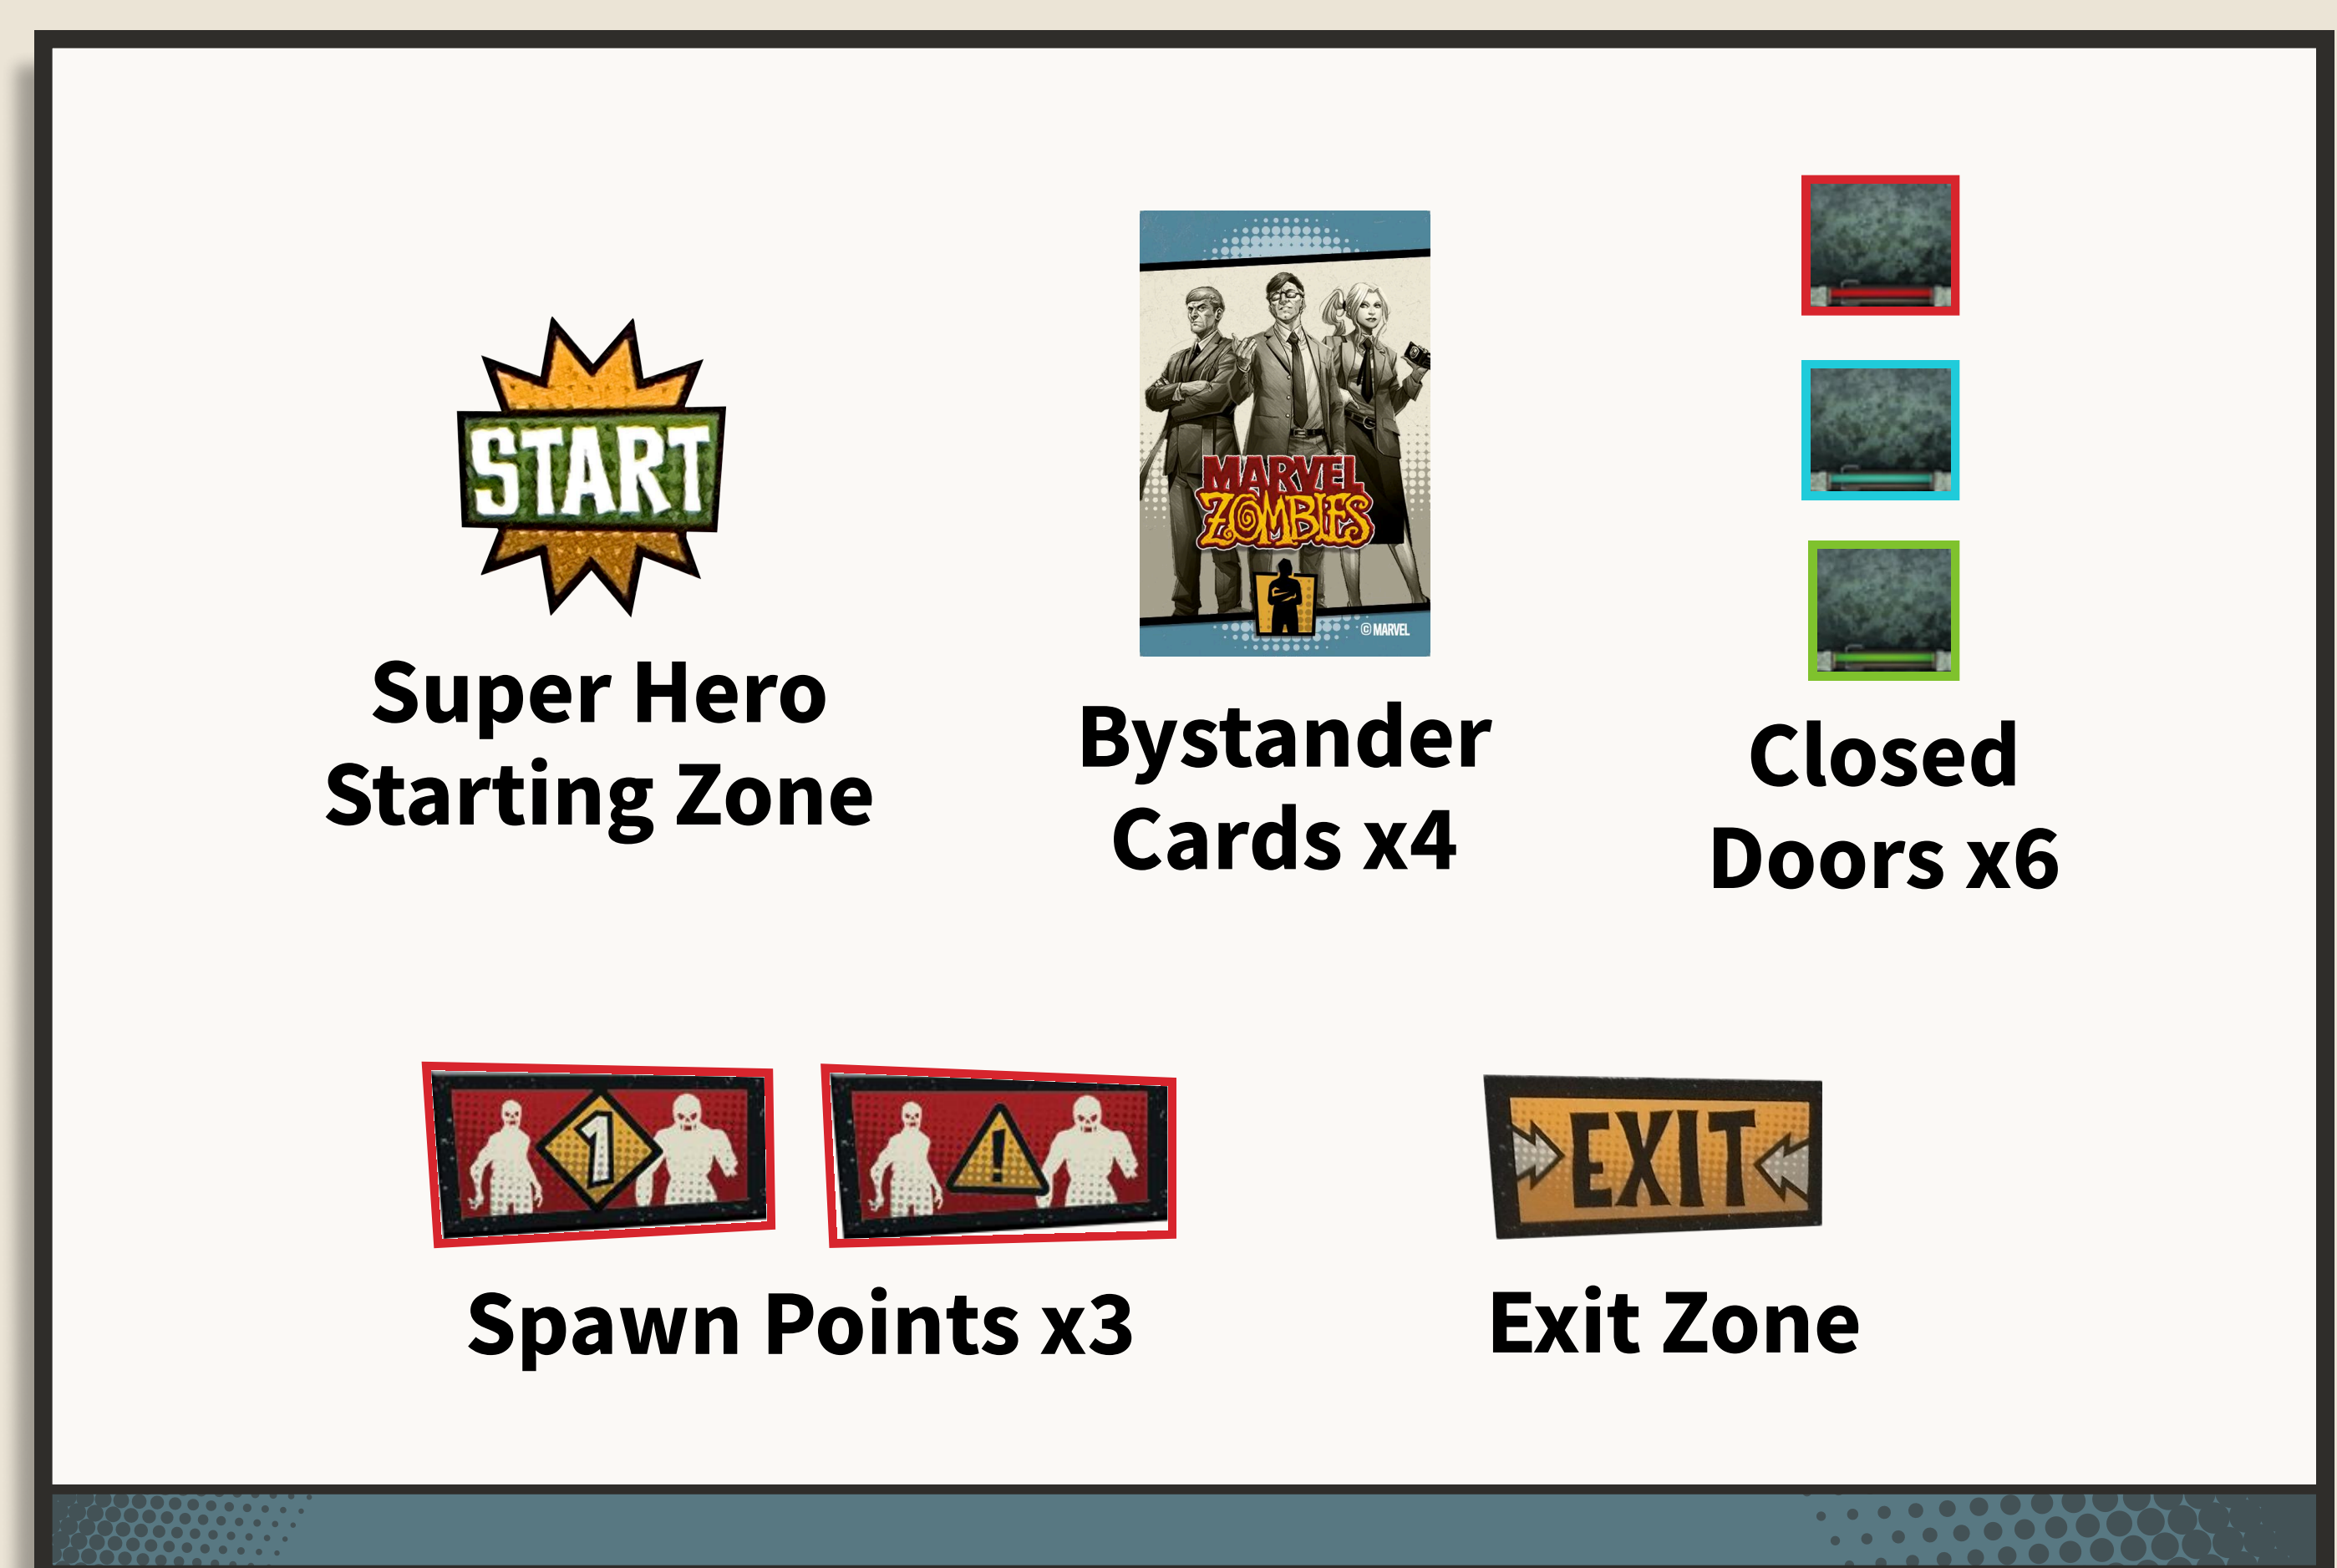 START
Super Hero
Starting Zone
MARVEL
ZOMBIES
© MARVEL
Bystander
Cards x4
Closed
Doors x6
1
!
Spawn Points x3
EXIT
Exit Zone